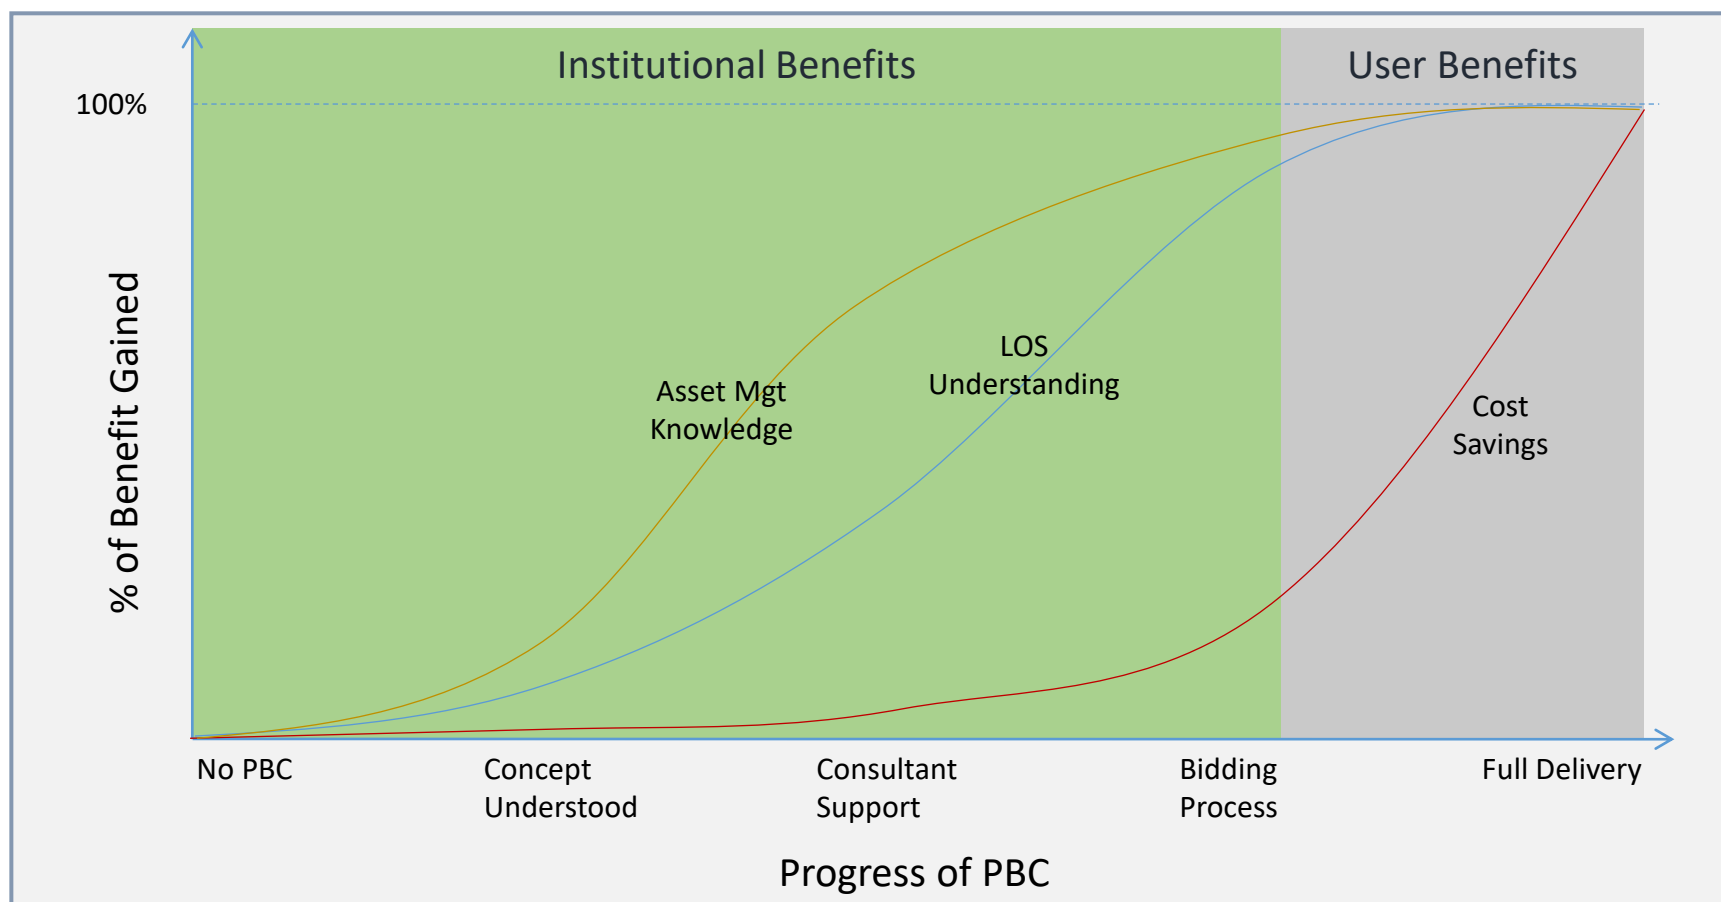 Institutional Benefits
User Benefits
100%
% of Benefit Gained
Asset Mgt
Knowledge
LOS
Understanding
Cost
Savings
No PBC
Concept
Understood
Consultant
Support
Bidding
Process
Full Delivery
Progress of PBC